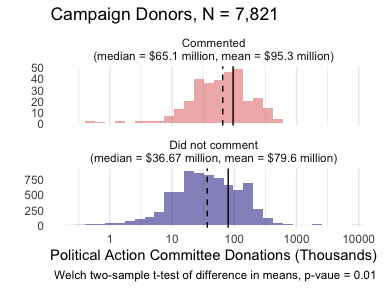 Campaign Donors, N = 7,821
Commented
(median = $65.1 million, mean = $95.3 million)
50
40
30
20
10
0
Did not comment
(median = $36.67 million, mean = $79.6 million)
750
500
250
0
1 10 100 1000 10000
Political Action Committee Donations (Thousands)
Welch two-sample t-test of difference in means, p-vaue = 0.01